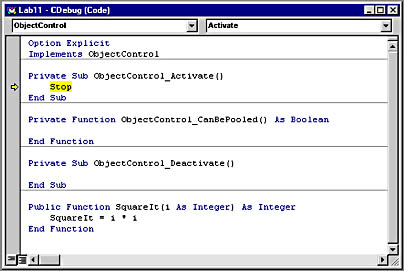 Lab11 - CDebug (Code)
ObjectControl
Activate
Option Explicit
Implements ObjectControl
Private Sub ObjectControl_Activate()
Stop
End Sub
Private Function ObjectControl_CanBePooled() As Boolean
End Function
Private Sub ObjectControl_Deactivate()
End Sub
Public Function SquareIt(i As Integer) As Integer
SquareIt = i * i
End Function